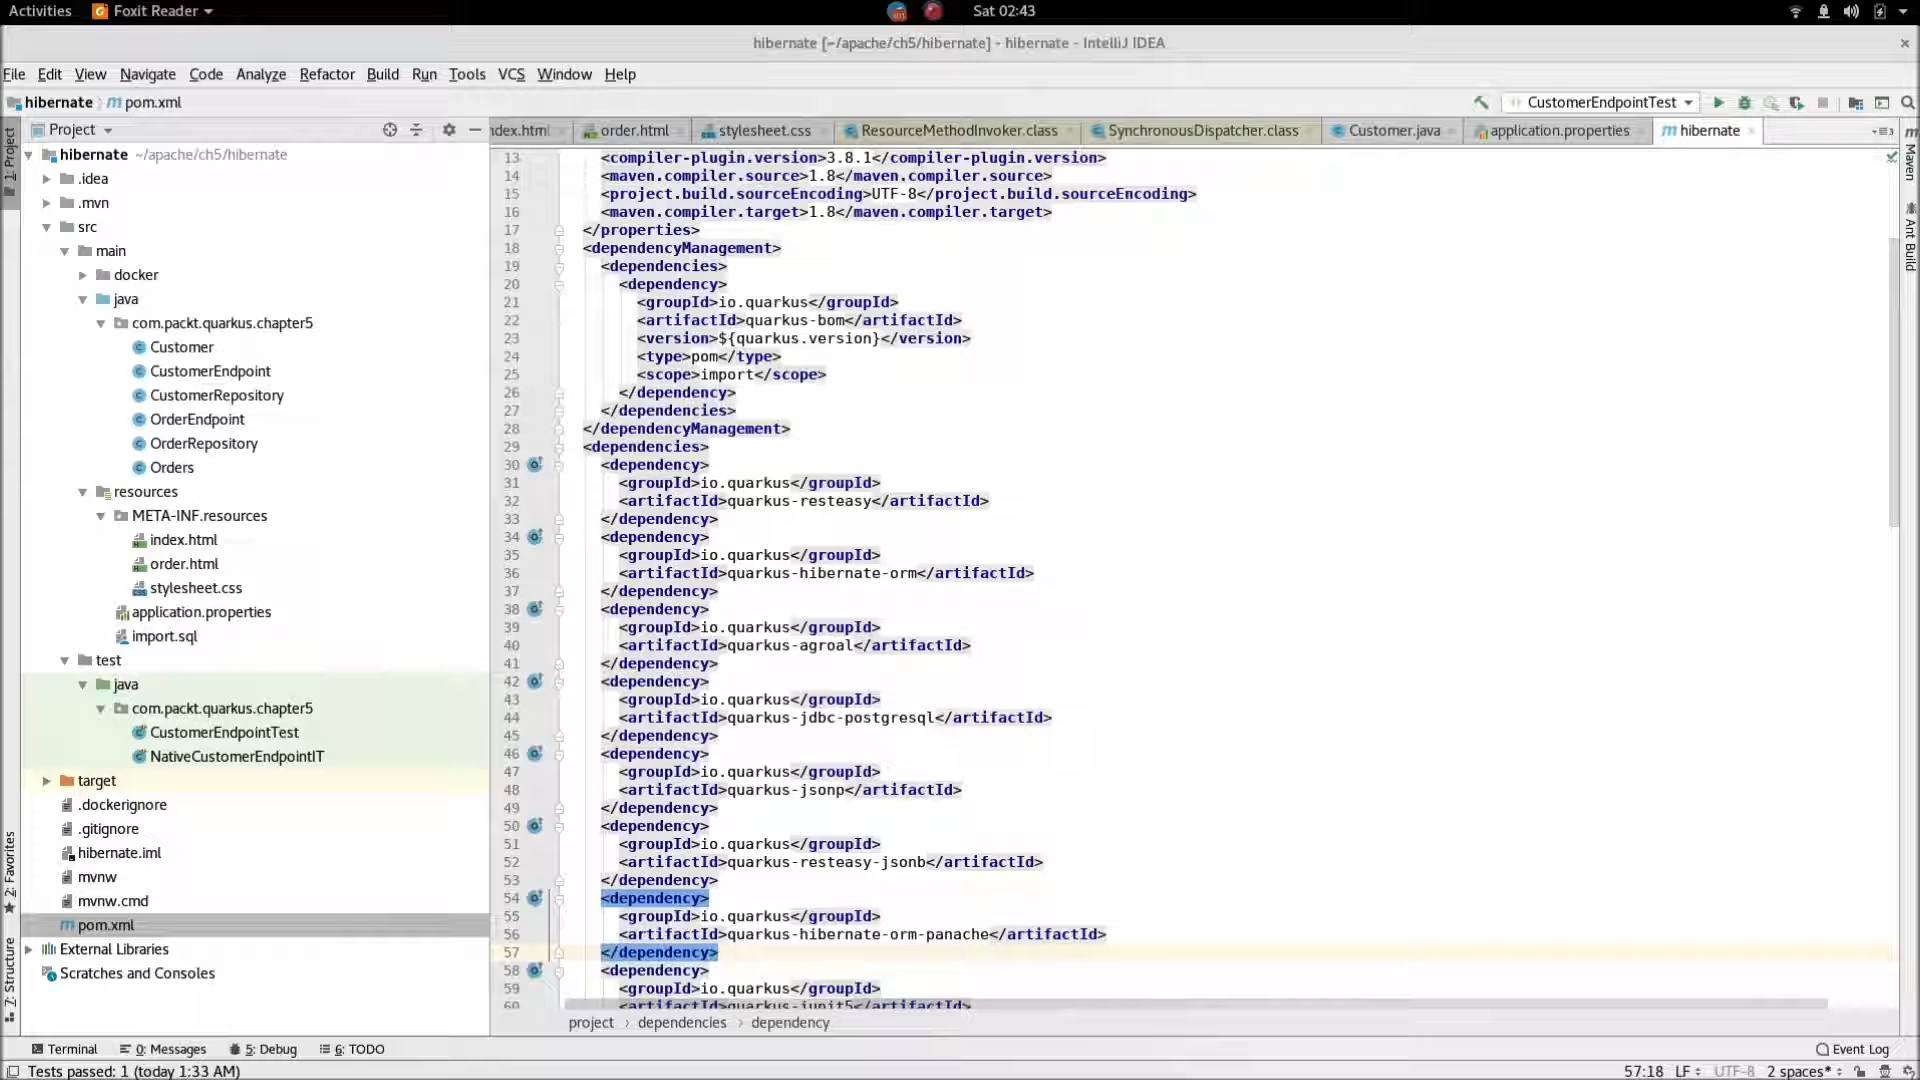 Activities Foxit Reader Sat 02:43
hibernate [~/apache/ch5/hibernate] - hibernate - IntelliJ IDEA
File Edit View Navigate Code Analyze Refactor Build Run Tools VCS Window Help
hibernate pom.xml CustomerEndpointTest
Project
ndex.html order.html stylesheet.css ResourceMethodInvoker.class SynchronousDispatcher.class Customer.java application.properties hibernate
1: Project
2: Favorites
7: Structure
Maven
Ant Build
hibernate ~/apache/ch5/hibernate
.idea
.mvn
src
main
docker
java
com.packt.quarkus.chapter5
Customer
CustomerEndpoint
CustomerRepository
OrderEndpoint
OrderRepository
Orders
resources
META-INF.resources
index.html
order.html
stylesheet.css
application.properties
import.sql
test
java
com.packt.quarkus.chapter5
CustomerEndpointTest
NativeCustomerEndpointIT
target
.dockerignore
.gitignore
hibernate.iml
mvnw
mvnw.cmd
pom.xml
External Libraries
Scratches and Consoles
13 <compiler-plugin.version>3.8.1</compiler-plugin.version>
14 <maven.compiler.source>1.8</maven.compiler.source>
15 <project.build.sourceEncoding>UTF-8</project.build.sourceEncoding>
16 <maven.compiler.target>1.8</maven.compiler.target>
17 </properties>
18 <dependencyManagement>
19 <dependencies>
20 <dependency>
21 <groupId>io.quarkus</groupId>
22 <artifactId>quarkus-bom</artifactId>
23 <version>${quarkus.version}</version>
24 <type>pom</type>
25 <scope>import</scope>
26 </dependency>
27 </dependencies>
28 </dependencyManagement>
29 <dependencies>
30 <dependency>
31 <groupId>io.quarkus</groupId>
32 <artifactId>quarkus-resteasy</artifactId>
33 </dependency>
34 <dependency>
35 <groupId>io.quarkus</groupId>
36 <artifactId>quarkus-hibernate-orm</artifactId>
37 </dependency>
38 <dependency>
39 <groupId>io.quarkus</groupId>
40 <artifactId>quarkus-agroal</artifactId>
41 </dependency>
42 <dependency>
43 <groupId>io.quarkus</groupId>
44 <artifactId>quarkus-jdbc-postgresql</artifactId>
45 </dependency>
46 <dependency>
47 <groupId>io.quarkus</groupId>
48 <artifactId>quarkus-jsonp</artifactId>
49 </dependency>
50 <dependency>
51 <groupId>io.quarkus</groupId>
52 <artifactId>quarkus-resteasy-jsonb</artifactId>
53 </dependency>
54 <dependency>
55 <groupId>io.quarkus</groupId>
56 <artifactId>quarkus-hibernate-orm-panache</artifactId>
57 </dependency>
58 <dependency>
59 <groupId>io.quarkus</groupId>
60 <artifactId>quarkus-junit5</artifactId>
project › dependencies › dependency
Terminal 0: Messages 5: Debug 6: TODO Event Log
Tests passed: 1 (today 1:33 AM) 57:18 LF UTF-8 2 spaces*